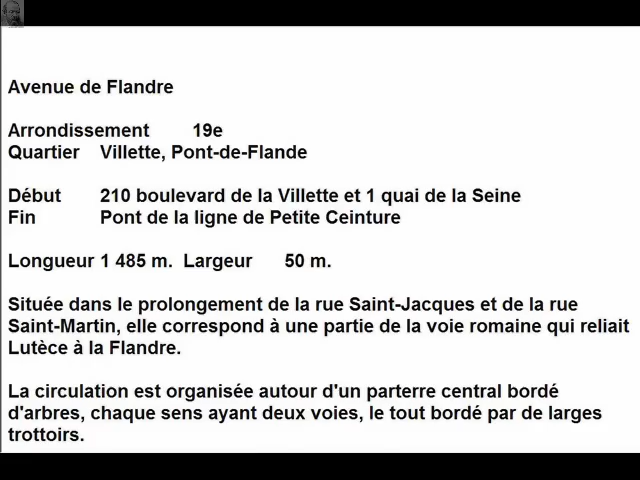 Avenue de Flandre
Arrondissement 19e
Quartier Villette, Pont-de-Flande
Début 210 boulevard de la Villette et 1 quai de la Seine
Fin Pont de la ligne de Petite Ceinture
Longueur 1 485 m. Largeur 50 m.
Située dans le prolongement de la rue Saint-Jacques et de la rue
Saint-Martin, elle correspond à une partie de la voie romaine qui reliait
Lutèce à la Flandre.
La circulation est organisée autour d'un parterre central bordé
d'arbres, chaque sens ayant deux voies, le tout bordé par de larges
trottoirs.